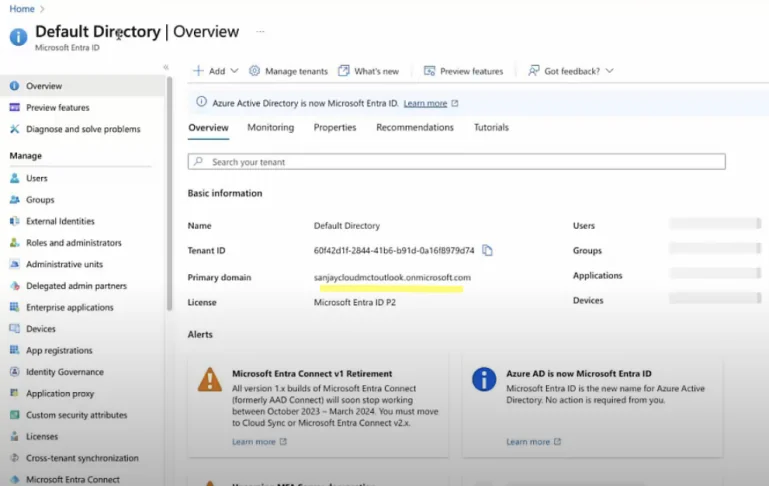 Home
Default Directory | Overview
Microsoft Entra ID
Add
Manage tenants
What's new
Preview features
Got feedback?
Overview
Preview features
Diagnose and solve problems
Manage
Users
Groups
External Identities
Roles and administrators
Administrative units
Delegated admin partners
Enterprise applications
Devices
App registrations
Identity Governance
Application proxy
Custom security attributes
Licenses
Cross-tenant synchronization
Microsoft Entra Connect
Azure Active Directory is now Microsoft Entra ID. Learn more
Overview
Monitoring
Properties
Recommendations
Tutorials
Search your tenant
Basic information
Name Default Directory
Tenant ID 60f42d1f-2844-41b6-b91d-0a16f8979d74
Primary domain sanjaycloudmctoutlook.onmicrosoft.com
License Microsoft Entra ID P2
Users
Groups
Applications
Devices
Alerts
Microsoft Entra Connect v1 Retirement
All version 1.x builds of Microsoft Entra Connect
(formerly AAD Connect) will soon stop working
between October 2023 – March 2024. You must move
to Cloud Sync or Microsoft Entra Connect v2.x.
Learn more
Azure AD is now Microsoft Entra ID
Microsoft Entra ID is the new name for Azure Active
Directory. No action is required from you.
Learn more